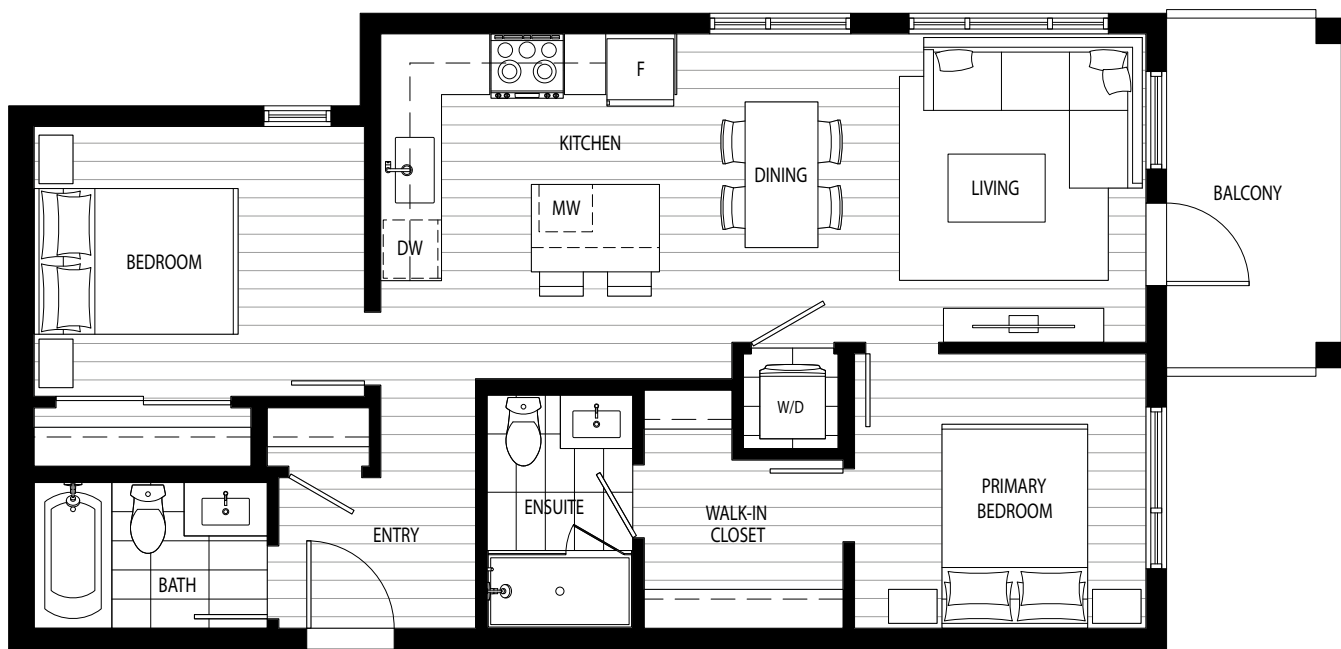 F
KITCHEN
DINING
LIVING
BALCONY
MW
DW
BEDROOM
W/D
PRIMARY
BEDROOM
ENSUITE
WALK-IN
CLOSET
ENTRY
BATH